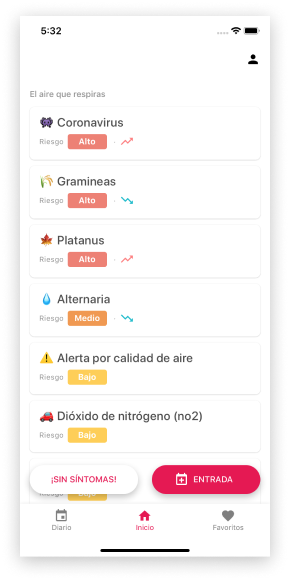 5:32
El aire que respiras
Coronavirus
Riesgo Alto
Gramineas
Riesgo Alto
Platanus
Riesgo Alto
Alternaria
Riesgo Medio
Alerta por calidad de aire
Riesgo Bajo
Dióxido de nitrógeno (no2)
Riesgo Bajo
¡SIN SÍNTOMAS! ENTRADA
Riesgo Bajo
Diario Inicio Favoritos